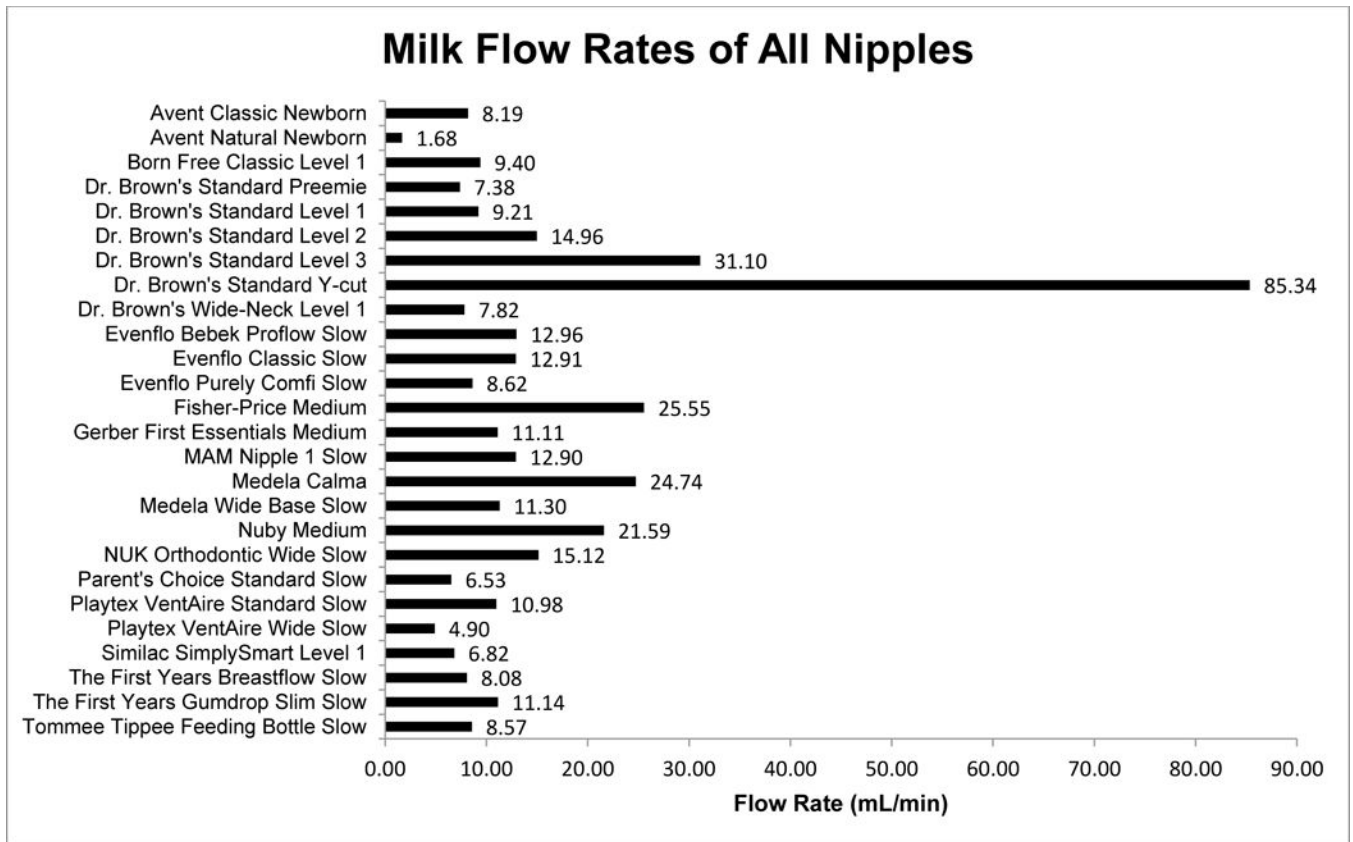 Milk Flow Rates of All Nipples
Avent Classic Newborn 8.19
Avent Natural Newborn 1.68
Born Free Classic Level 1 9.40
Dr. Brown's Standard Preemie 7.38
Dr. Brown's Standard Level 1 9.21
Dr. Brown's Standard Level 2 14.96
Dr. Brown's Standard Level 3 31.10
Dr. Brown's Standard Y-cut 85.34
Dr. Brown's Wide-Neck Level 1 7.82
Evenflo Bebek Proflow Slow 12.96
Evenflo Classic Slow 12.91
Evenflo Purely Comfi Slow 8.62
Fisher-Price Medium 25.55
Gerber First Essentials Medium 11.11
MAM Nipple 1 Slow 12.90
Medela Calma 24.74
Medela Wide Base Slow 11.30
Nuby Medium 21.59
NUK Orthodontic Wide Slow 15.12
Parent's Choice Standard Slow 6.53
Playtex VentAire Standard Slow 10.98
Playtex VentAire Wide Slow 4.90
Similac SimplySmart Level 1 6.82
The First Years Breastflow Slow 8.08
The First Years Gumdrop Slim Slow 11.14
Tommee Tippee Feeding Bottle Slow 8.57
0.00 10.00 20.00 30.00 40.00 50.00 60.00 70.00 80.00 90.00
Flow Rate (mL/min)